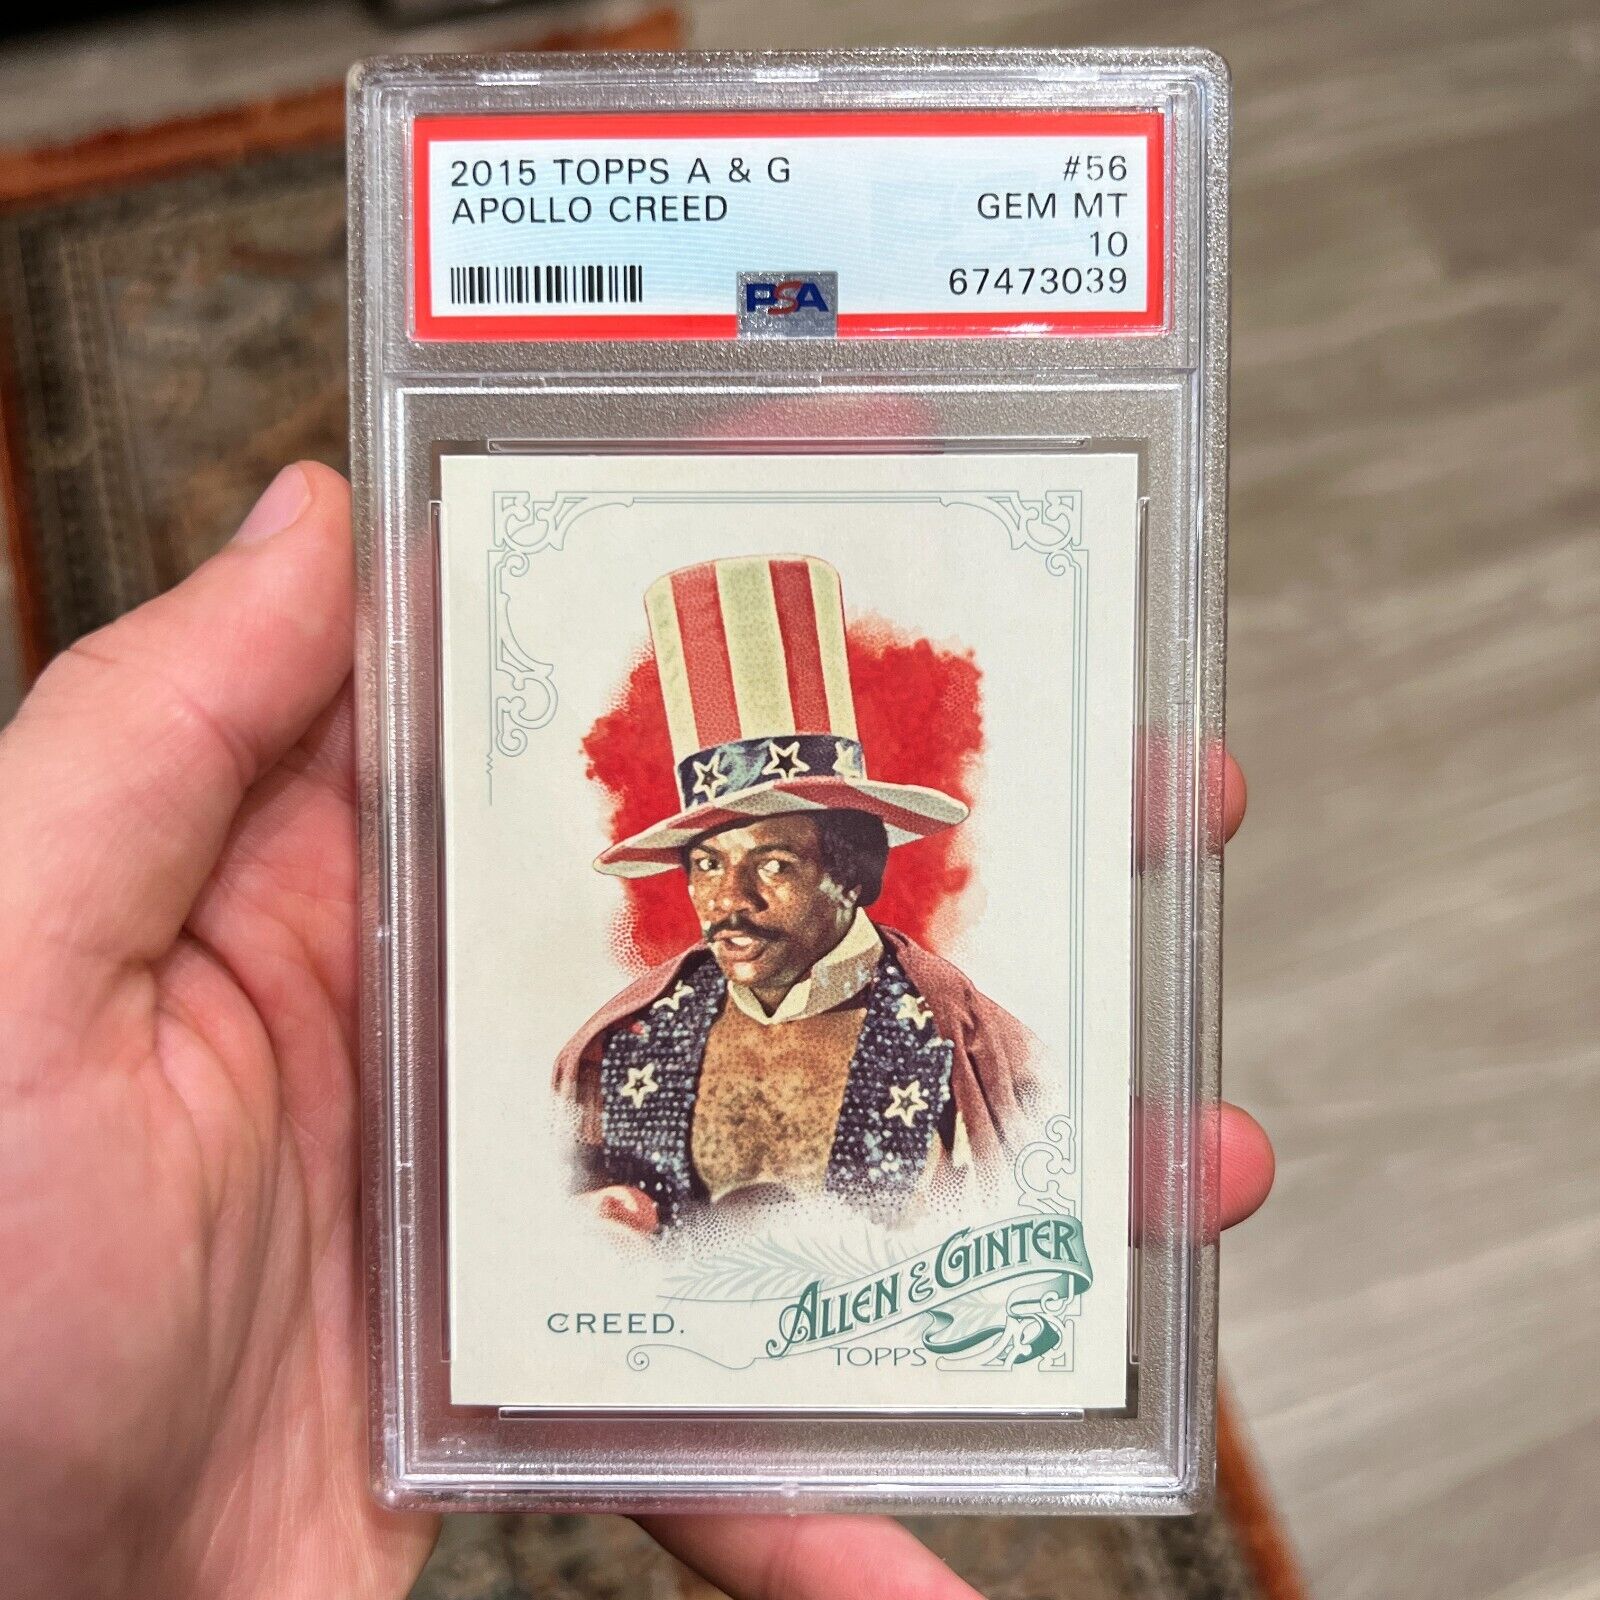 2015 TOPPS A & G #56
APOLLO CREED GEM MT
10
PSA 67473039
CREED.
ALLEN & GINTER
TOPPS